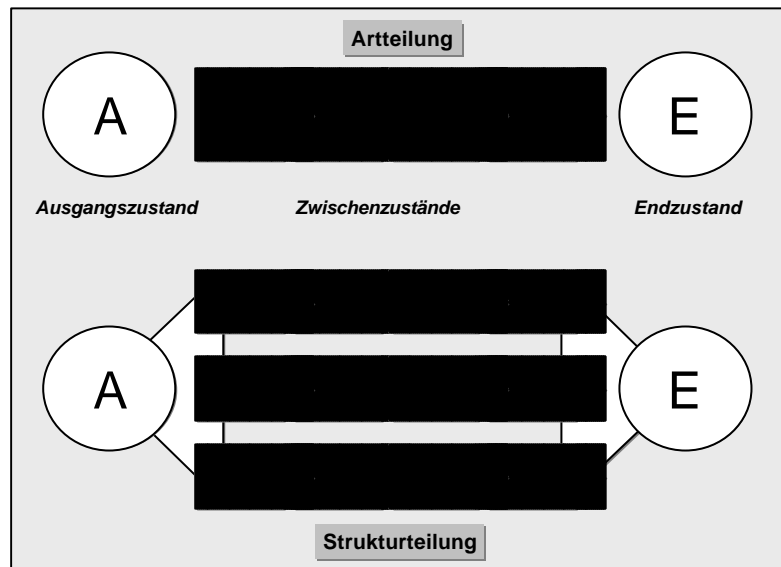 Artteilung
A
E
Ausgangszustand Zwischenzustände Endzustand
A
E
Strukturteilung